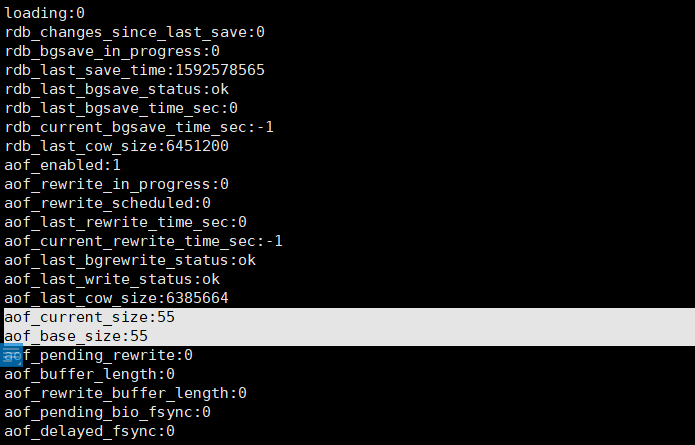 loading:0
rdb_changes_since_last_save:0
rdb_bgsave_in_progress:0
rdb_last_save_time:1592578565
rdb_last_bgsave_status:ok
rdb_last_bgsave_time_sec:0
rdb_current_bgsave_time_sec:-1
rdb_last_cow_size:6451200
aof_enabled:1
aof_rewrite_in_progress:0
aof_rewrite_scheduled:0
aof_last_rewrite_time_sec:0
aof_current_rewrite_time_sec:-1
aof_last_bgrewrite_status:ok
aof_last_write_status:ok
aof_last_cow_size:6385664
aof_current_size:55
aof_base_size:55
aof_pending_rewrite:0
aof_buffer_length:0
aof_rewrite_buffer_length:0
aof_pending_bio_fsync:0
aof_delayed_fsync:0